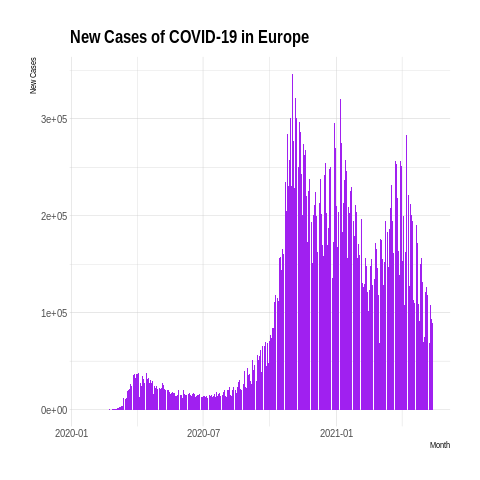 New Cases of COVID-19 in Europe
New Cases
3e+05
2e+05
1e+05
0e+00
2020-01
2020-07
2021-01
Month